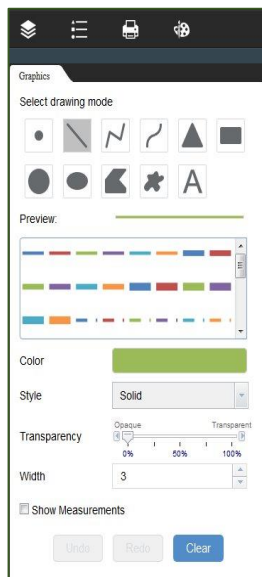 Graphics
Select drawing mode
A
Preview:
Color
Style Solid
Opaque Transparent
Transparency
0% 50% 100%
Width 3
Show Measurements
Undo Redo Clear